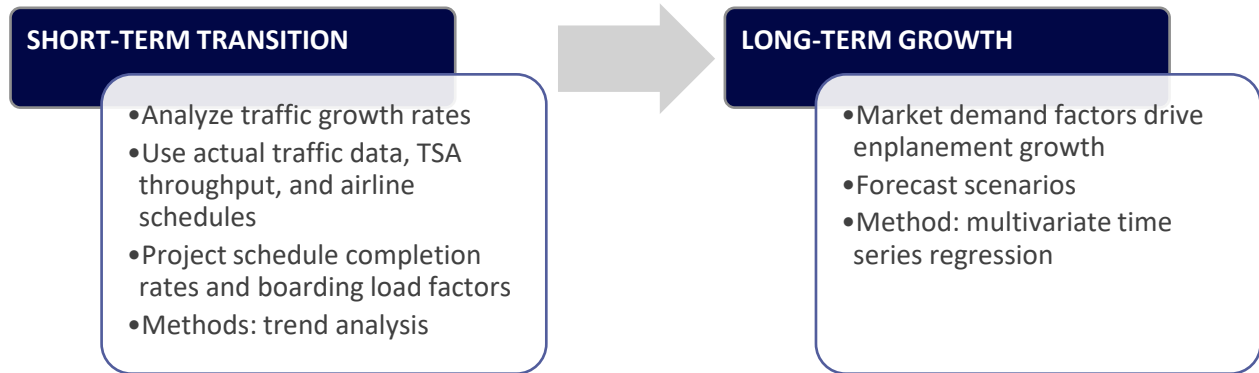 SHORT-TERM TRANSITION
•Analyze traffic growth rates
•Use actual traffic data, TSA
throughput, and airline
schedules
•Project schedule completion
rates and boarding load factors
•Methods: trend analysis
LONG-TERM GROWTH
•Market demand factors drive
enplanement growth
•Forecast scenarios
•Method: multivariate time
series regression